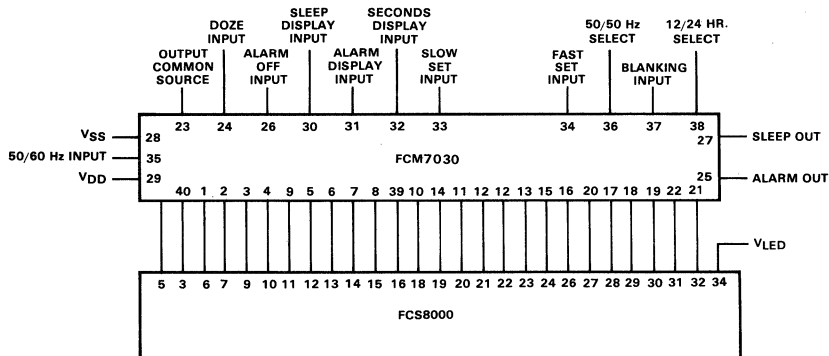 OUTPUT
COMMON
SOURCE
DOZE
INPUT
ALARM
OFF
INPUT
SLEEP
DISPLAY
INPUT
ALARM
DISPLAY
INPUT
SECONDS
DISPLAY
INPUT
SLOW
SET
INPUT
FAST
SET
INPUT
50/50 Hz
SELECT
BLANKING
INPUT
12/24 HR.
SELECT
23 24 26 30 31 32 33 34 36 37 38
VSS 28
27 SLEEP OUT
50/60 Hz INPUT 35
FCM7030
VDD 29
25 ALARM OUT
40 1 2 3 4 9 5 6 7 8 39 10 14 11 12 12 13 15 16 20 17 18 19 22 21
VLED
5 3 6 7 9 10 11 12 13 14 15 16 18 19 20 21 22 23 24 26 27 28 29 30 31 32 34
FCS8000